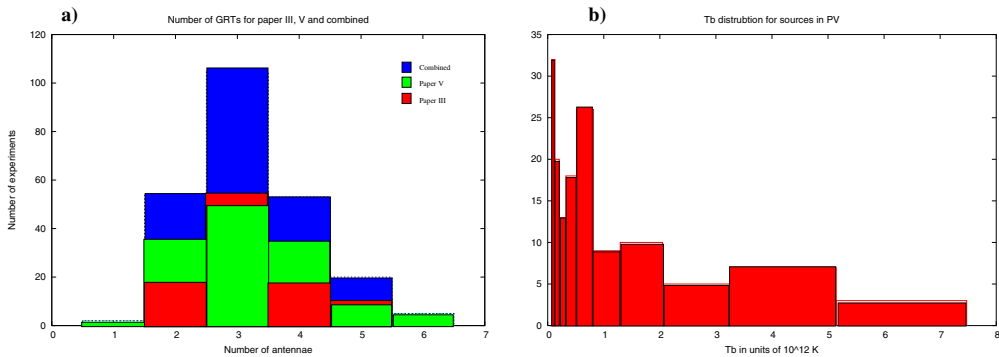 a)
Number of GRTs for paper III, V and combined
Number of experiments
140
120
100
80
60
40
20
0
Combined
Paper V
Paper III
0 1 2 3 4 5 6 7
Number of antennae
b)
Tb distrubtion for sources in PV
35
30
25
20
15
10
5
0
0 1 2 3 4 5 6 7 8
Tb in units of 10^12 K